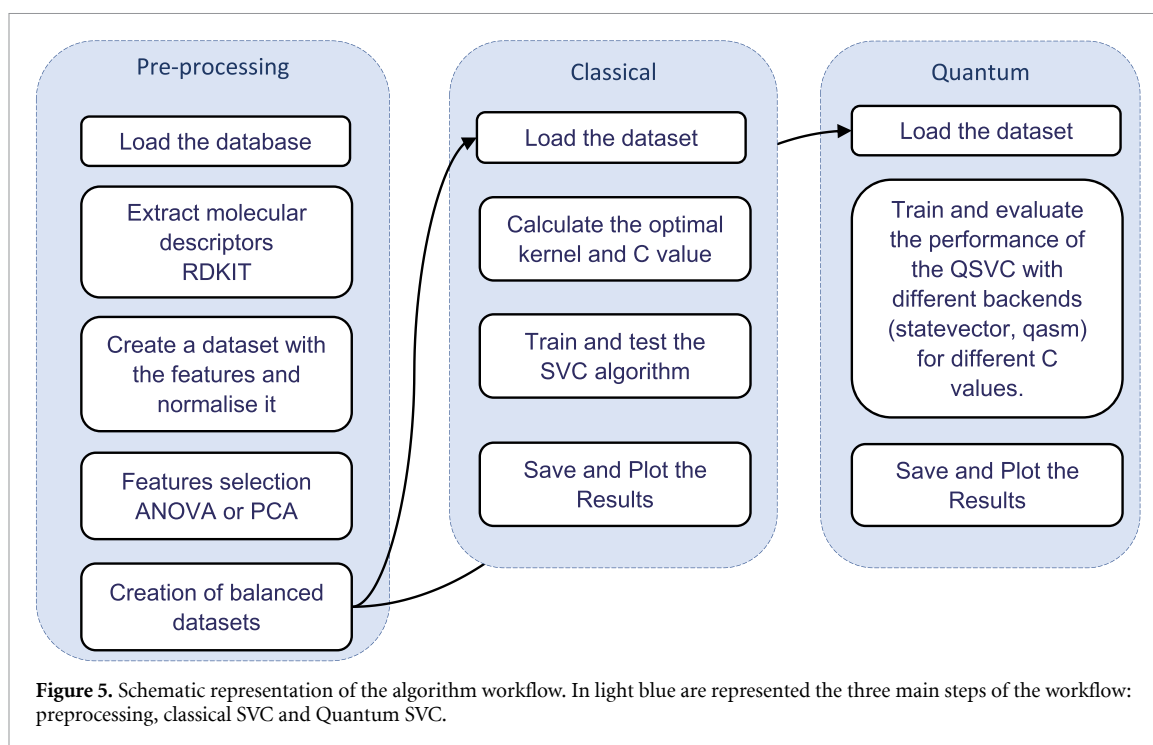 Pre-processing
Load the database
Extract molecular
descriptors
RDKIT
Create a dataset with
the features and
normalise it
Features selection
ANOVA or PCA
Creation of balanced
datasets
Classical
Load the dataset
Calculate the optimal
kernel and C value
Train and test the
SVC algorithm
Save and Plot the
Results
Quantum
Load the dataset
Train and evaluate
the performance of
the QSVC with
different backends
(statevector, qasm)
for different C
values.
Save and Plot the
Results
Figure 5. Schematic representation of the algorithm workflow. In light blue are represented the three main steps of the workflow:
preprocessing, classical SVC and Quantum SVC.